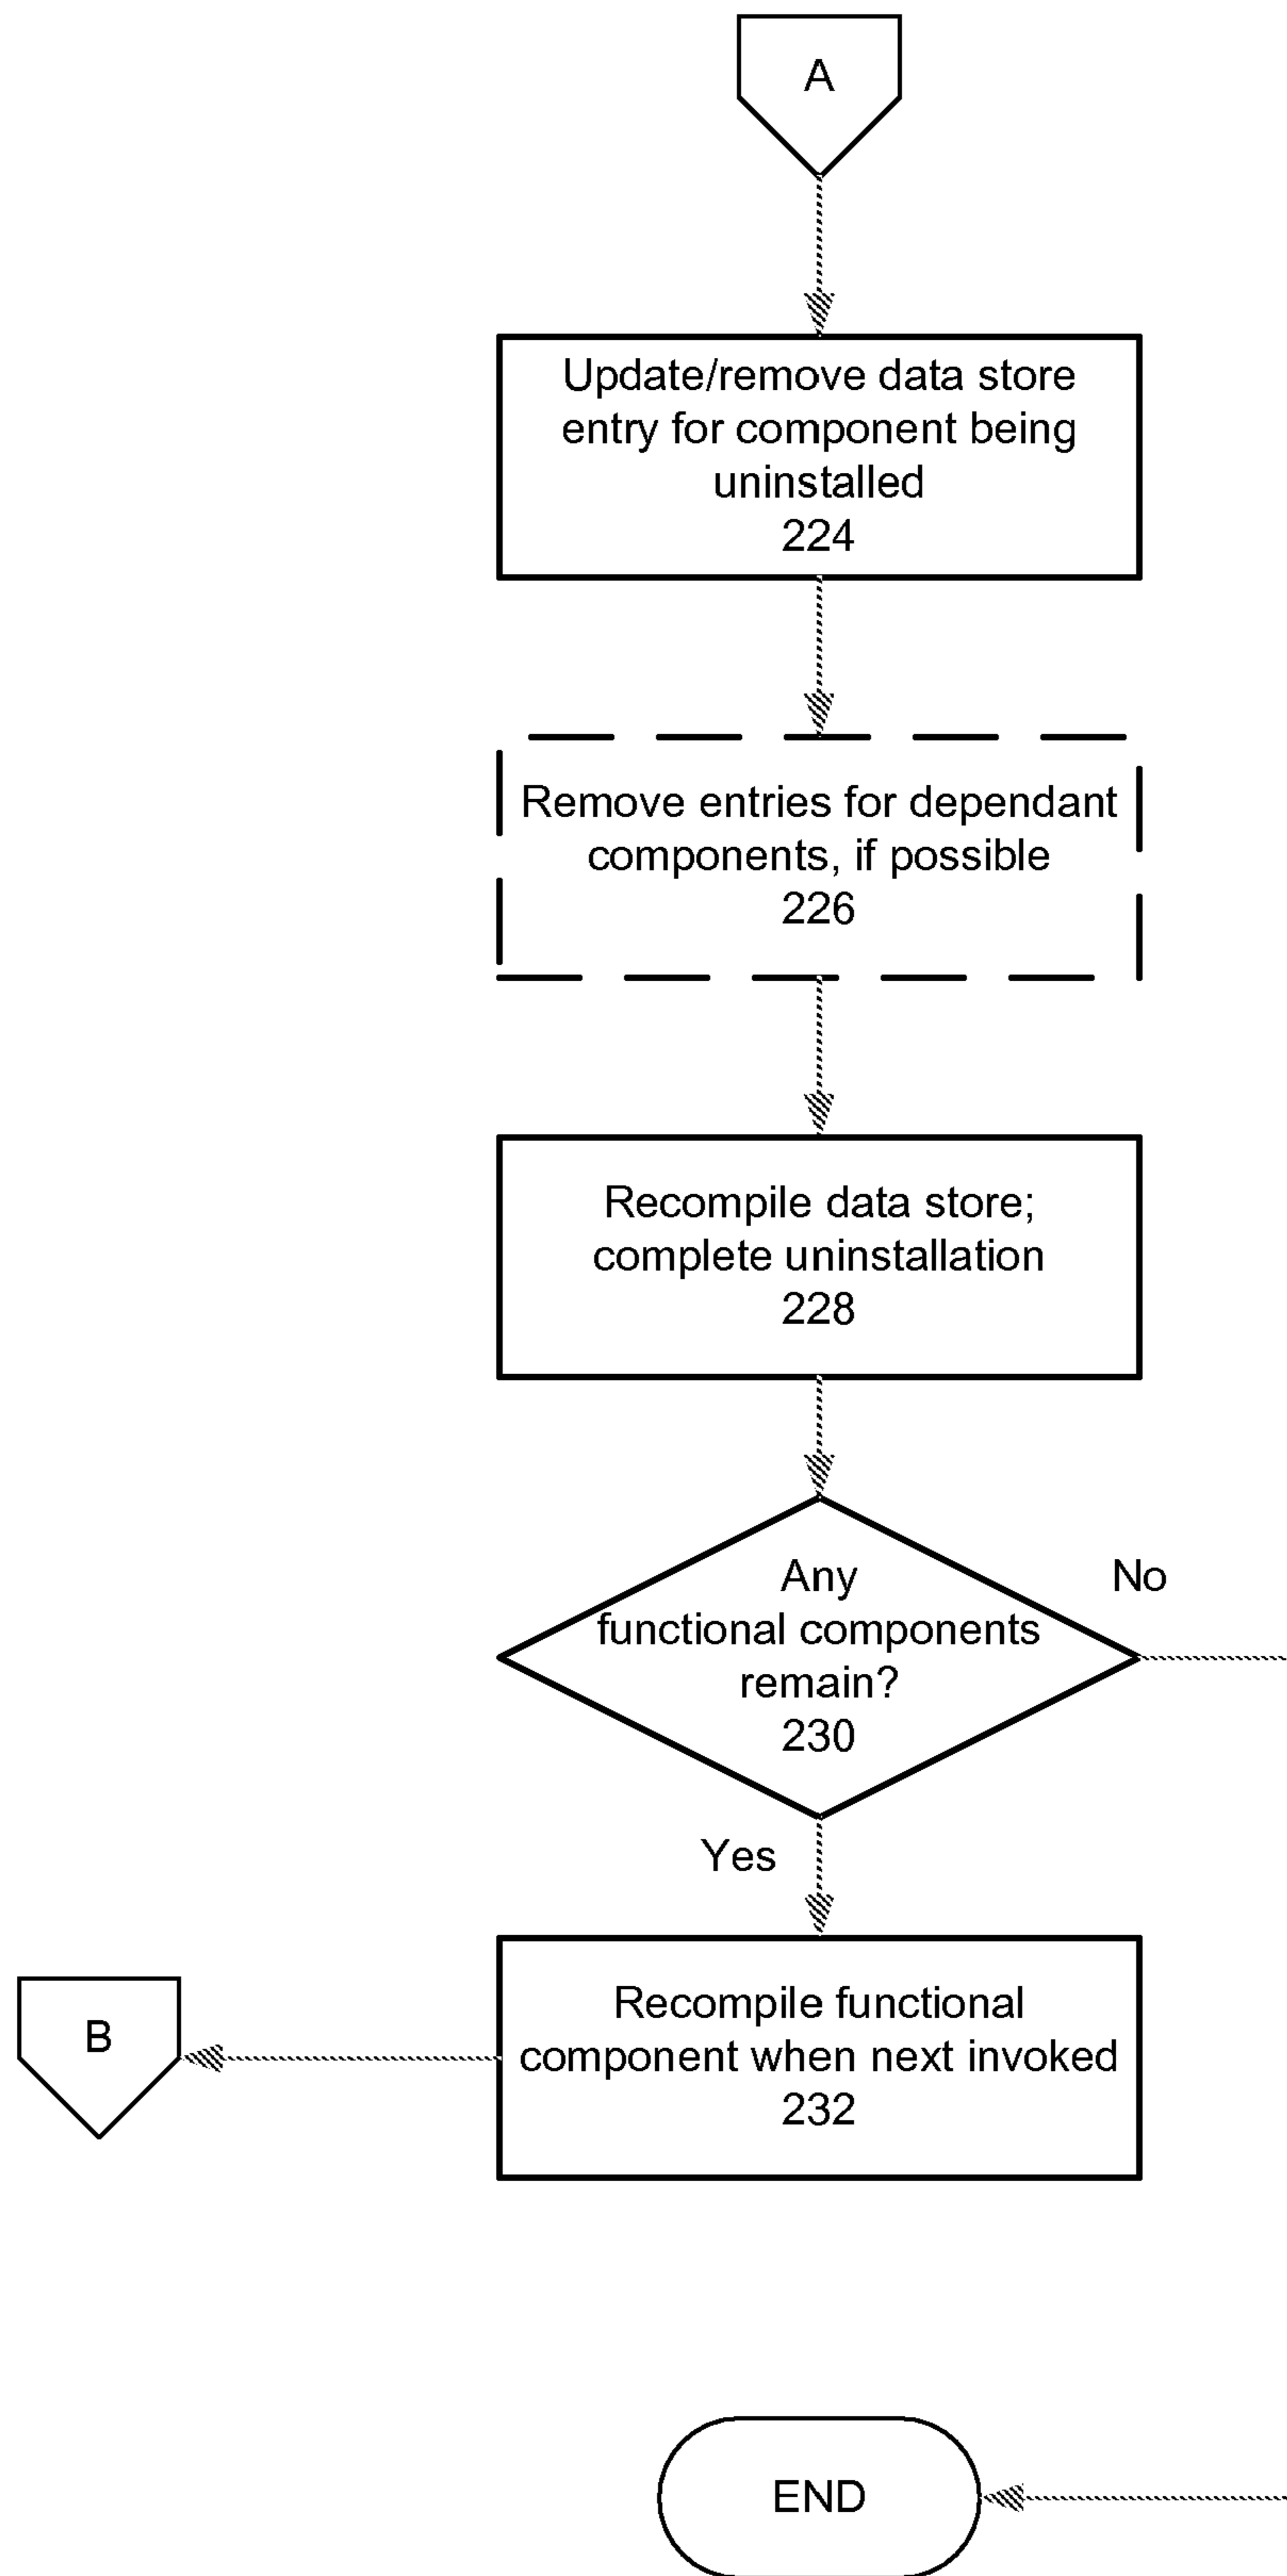 A
Update/remove data store
entry for component being
uninstalled
224
Remove entries for dependant
components, if possible
226
Recompile data store;
complete uninstallation
228
Any
functional components
remain?
230
No
Yes
Recompile functional
component when next invoked
232
B
END